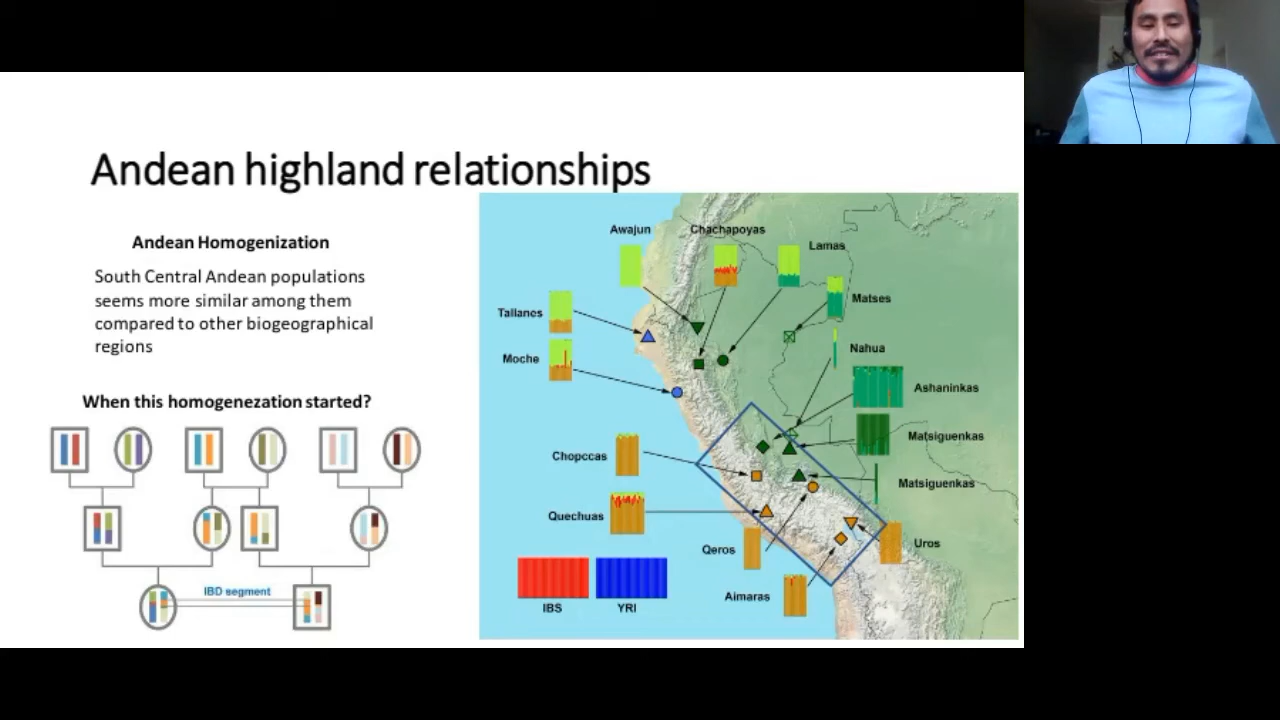 Andean highland relationships
Andean Homogenization
South Central Andean populations
seems more similar among them
compared to other biogeographical
regions
When this homogenezation started?
IBD segment
Awajun
Chachapoyas
Lamas
Matses
Tallanes
Moche
Nahua
Ashaninkas
Matsiguenkas
Chopccas
Matsiguenkas
Quechuas
Qeros
Uros
Aimaras
IBS
YRI